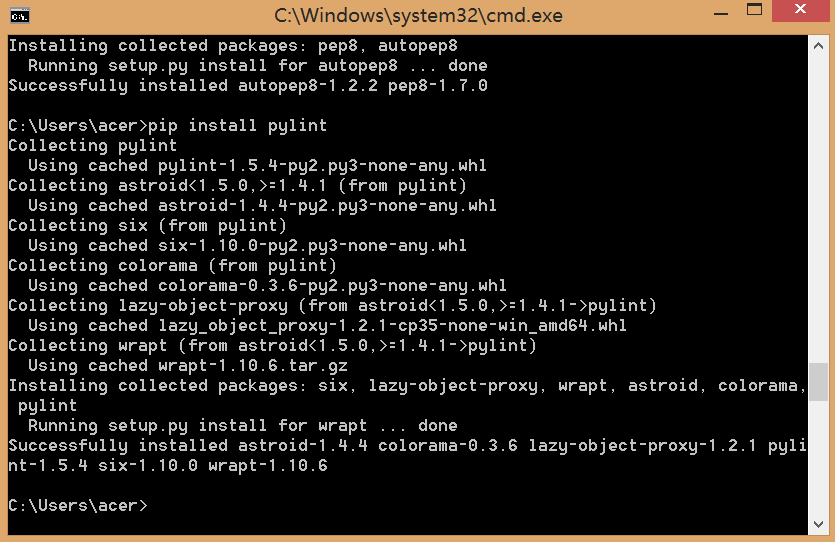 C:\Windows\system32\cmd.exe
Installing collected packages: pep8, autopep8
  Running setup.py install for autopep8 ... done
Successfully installed autopep8-1.2.2 pep8-1.7.0

C:\Users\acer>pip install pylint
Collecting pylint
  Using cached pylint-1.5.4-py2.py3-none-any.whl
Collecting astroid<1.5.0,>=1.4.1 (from pylint)
  Using cached astroid-1.4.4-py2.py3-none-any.whl
Collecting six (from pylint)
  Using cached six-1.10.0-py2.py3-none-any.whl
Collecting colorama (from pylint)
  Using cached colorama-0.3.6-py2.py3-none-any.whl
Collecting lazy-object-proxy (from astroid<1.5.0,>=1.4.1->pylint)
  Using cached lazy_object_proxy-1.2.1-cp35-none-win_amd64.whl
Collecting wrapt (from astroid<1.5.0,>=1.4.1->pylint)
  Using cached wrapt-1.10.6.tar.gz
Installing collected packages: six, lazy-object-proxy, wrapt, astroid, colorama,
 pylint
  Running setup.py install for wrapt ... done
Successfully installed astroid-1.4.4 colorama-0.3.6 lazy-object-proxy-1.2.1 pyli
nt-1.5.4 six-1.10.0 wrapt-1.10.6

C:\Users\acer>